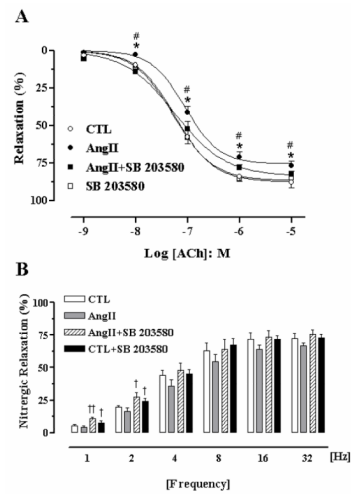 A
Relaxation (%)
0
25
50
75
100
# * # * # * # *
CTL
AngII
AngII+SB 203580
SB 203580
-9 -8 -7 -6 -5
Log [ACh]: M
B
Nitrergic Relaxation (%)
100
75
50
25
0
CTL
AngII
AngII+SB 203580
CTL+SB 203580
†† † † †
1 2 4 8 16 32 [Hz]
[Frequency]